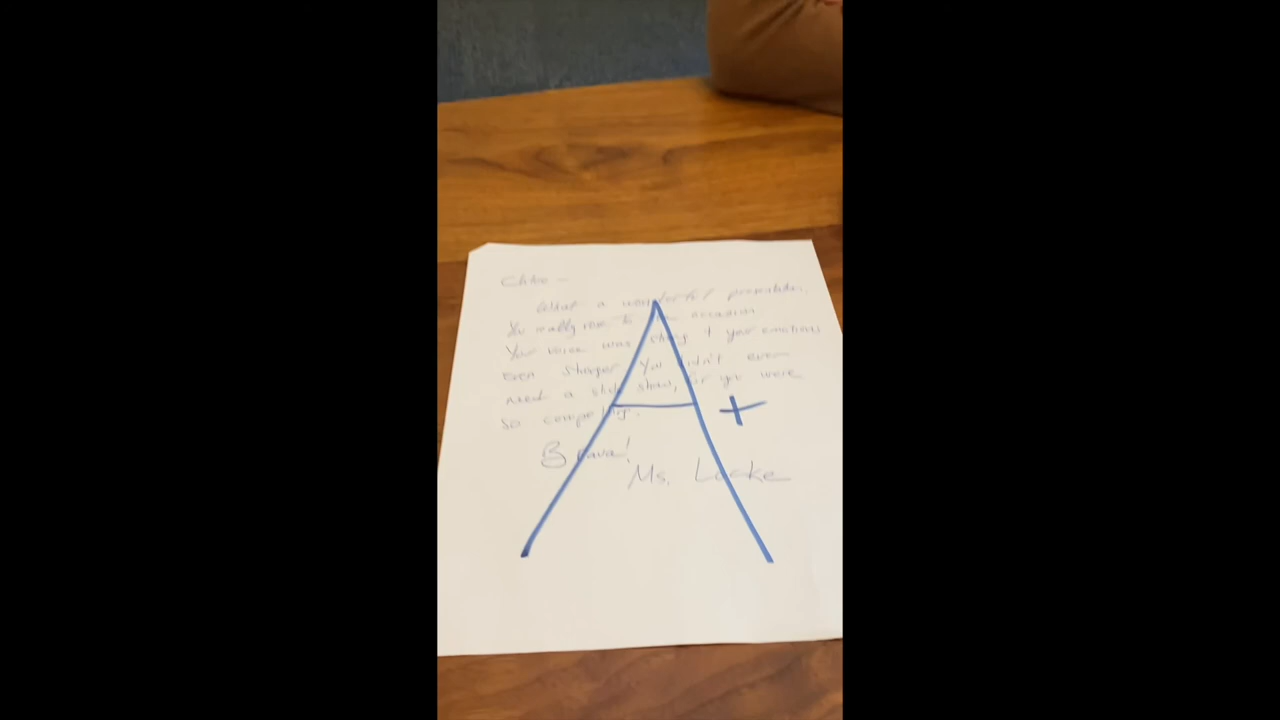 Chloe -
What a wonderful presentation.
You really rose to the occasion.
Your voice was strong + your emotions
even stronger. You didn't even
need a slide show, for you were
so compelling.
Brava!
Ms. Locke
A+